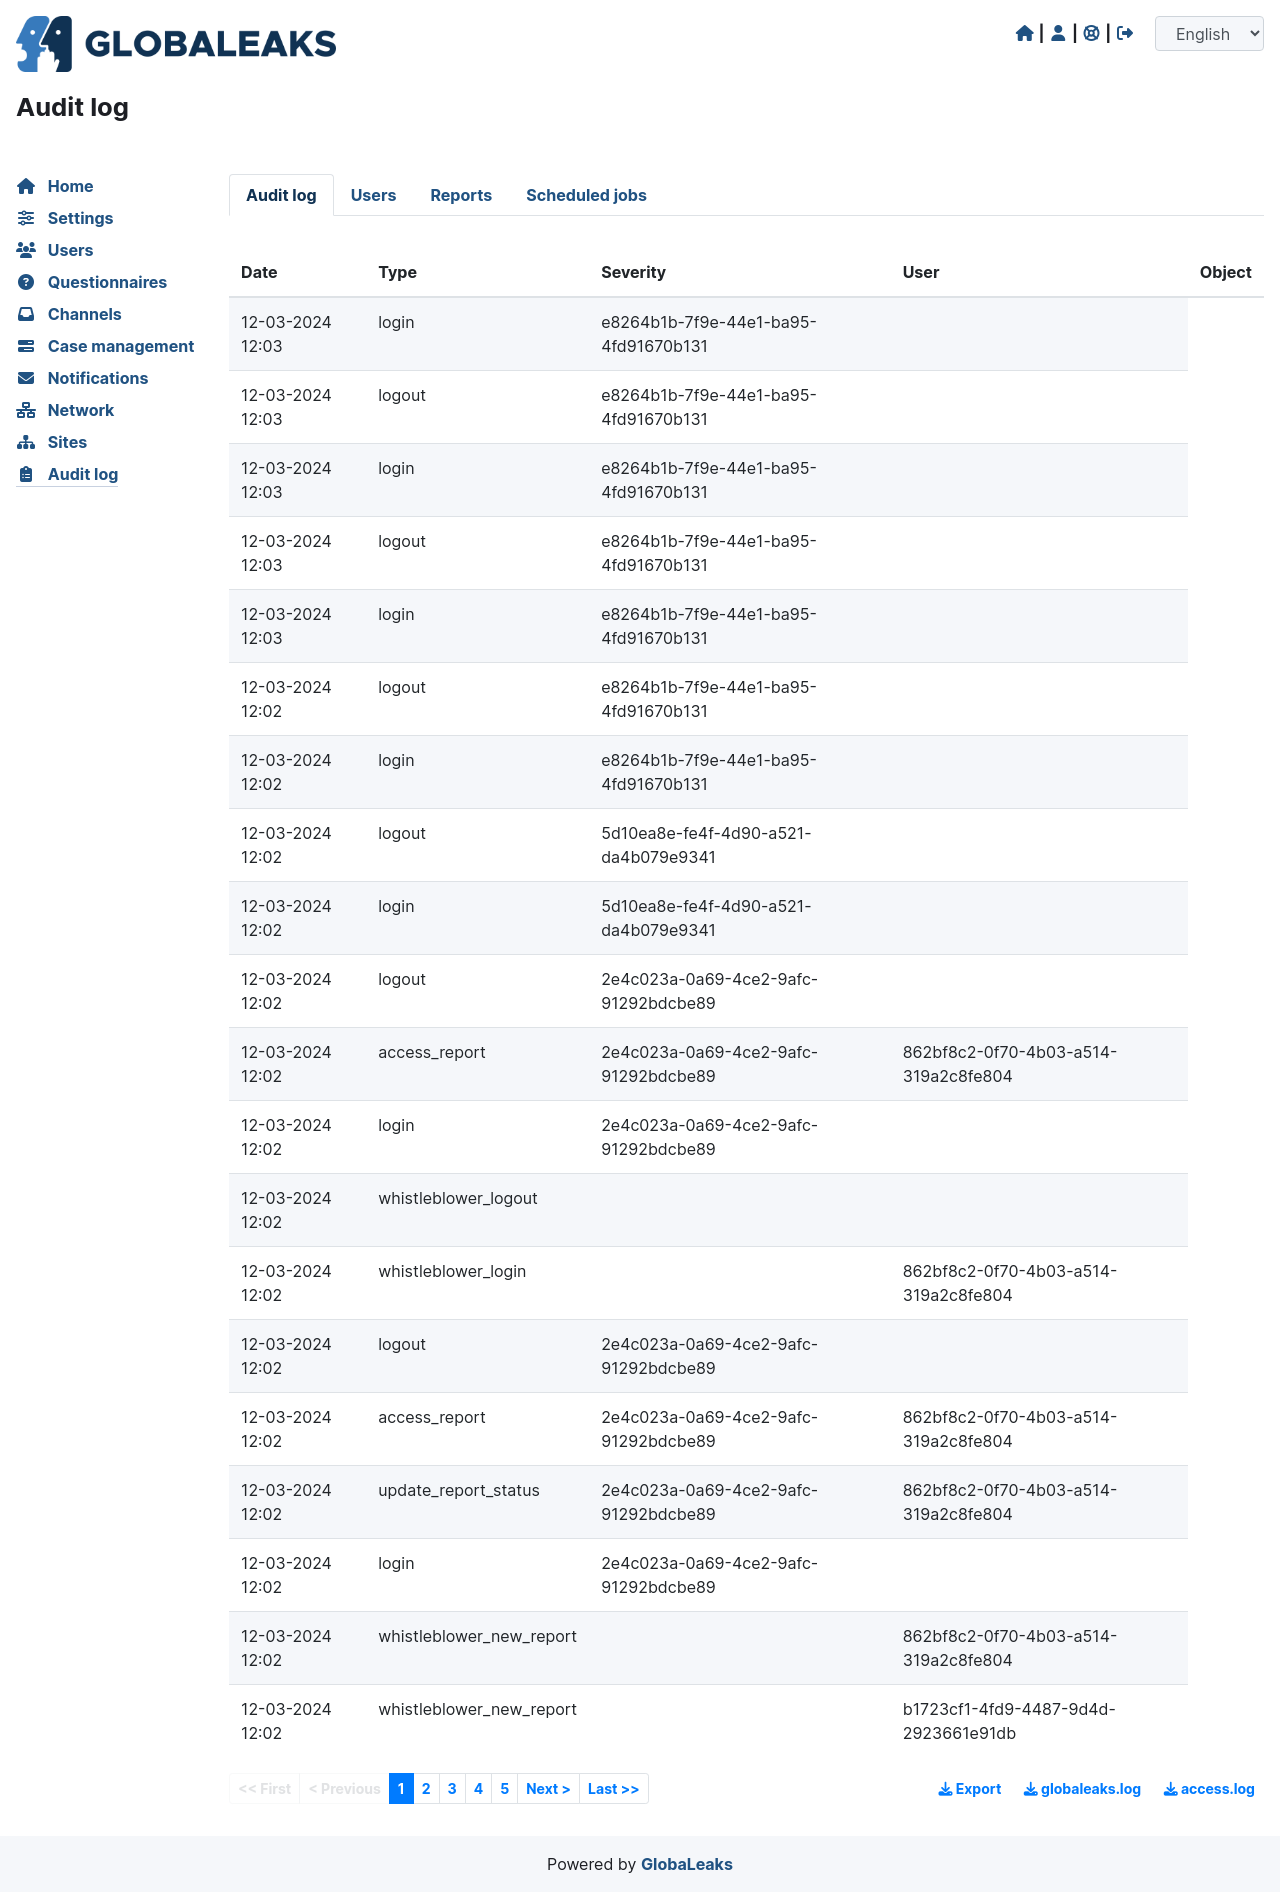 GLOBALEAKS
| | |
English
Audit log
Home
Settings
Users
Questionnaires
Channels
Case management
Notifications
Network
Sites
Audit log
Audit log Users Reports Scheduled jobs
Date Type Severity User Object
12-03-2024 login e8264b1b-7f9e-44e1-ba95-
12:03 4fd91670b131
12-03-2024 logout e8264b1b-7f9e-44e1-ba95-
12:03 4fd91670b131
12-03-2024 login e8264b1b-7f9e-44e1-ba95-
12:03 4fd91670b131
12-03-2024 logout e8264b1b-7f9e-44e1-ba95-
12:03 4fd91670b131
12-03-2024 login e8264b1b-7f9e-44e1-ba95-
12:03 4fd91670b131
12-03-2024 logout e8264b1b-7f9e-44e1-ba95-
12:02 4fd91670b131
12-03-2024 login e8264b1b-7f9e-44e1-ba95-
12:02 4fd91670b131
12-03-2024 logout 5d10ea8e-fe4f-4d90-a521-
12:02 da4b079e9341
12-03-2024 login 5d10ea8e-fe4f-4d90-a521-
12:02 da4b079e9341
12-03-2024 logout 2e4c023a-0a69-4ce2-9afc-
12:02 91292bdcbe89
12-03-2024 access_report 2e4c023a-0a69-4ce2-9afc- 862bf8c2-0f70-4b03-a514-
12:02 91292bdcbe89 319a2c8fe804
12-03-2024 login 2e4c023a-0a69-4ce2-9afc-
12:02 91292bdcbe89
12-03-2024 whistleblower_logout
12:02
12-03-2024 whistleblower_login 862bf8c2-0f70-4b03-a514-
12:02 319a2c8fe804
12-03-2024 logout 2e4c023a-0a69-4ce2-9afc-
12:02 91292bdcbe89
12-03-2024 access_report 2e4c023a-0a69-4ce2-9afc- 862bf8c2-0f70-4b03-a514-
12:02 91292bdcbe89 319a2c8fe804
12-03-2024 update_report_status 2e4c023a-0a69-4ce2-9afc- 862bf8c2-0f70-4b03-a514-
12:02 91292bdcbe89 319a2c8fe804
12-03-2024 login 2e4c023a-0a69-4ce2-9afc-
12:02 91292bdcbe89
12-03-2024 whistleblower_new_report 862bf8c2-0f70-4b03-a514-
12:02 319a2c8fe804
12-03-2024 whistleblower_new_report b1723cf1-4fd9-4487-9d4d-
12:02 2923661e91db
<< First < Previous 1 2 3 4 5 Next > Last >> Export globaleaks.log access.log
Powered by GlobaLeaks